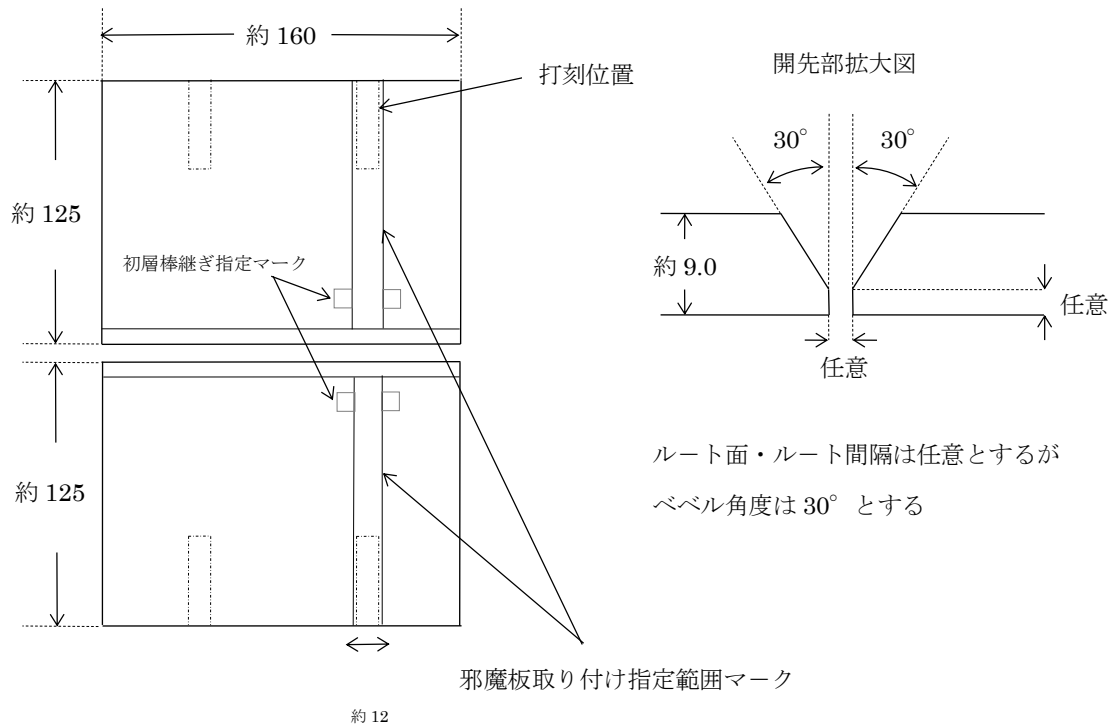 約 160
打刻位置
開先部拡大図
30°
30°
約 125
初層棒継ぎ指定マーク
約 9.0
任意
任意
約 125
ル－ト面・ル－ト間隔は任意とするが
ベベル角度は 30°とする
邪魔板取り付け指定範囲マ－ク
約 12